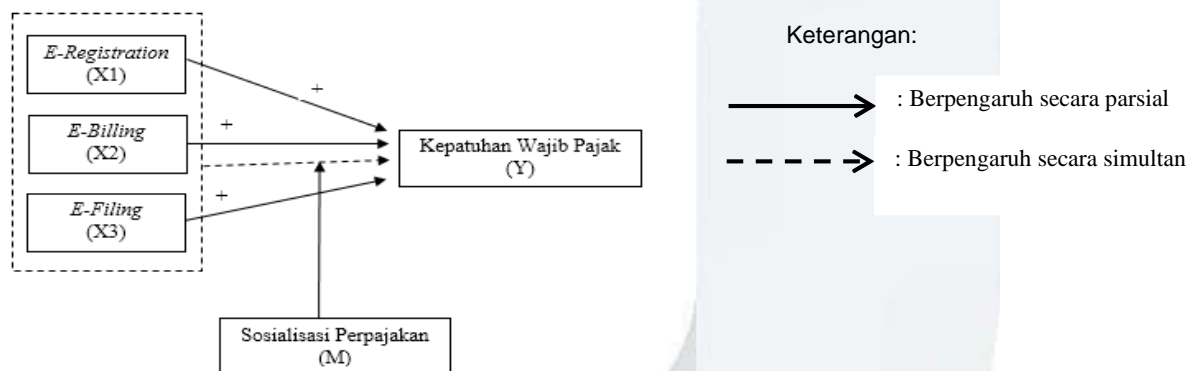 E-Registration
(X1)
+
E-Billing
(X2)
+
E-Filing
(X3)
+
Kepatuhan Wajib Pajak
(Y)
Sosialisasi Perpajakan
(M)
Keterangan:
: Berpengaruh secara parsial
: Berpengaruh secara simultan